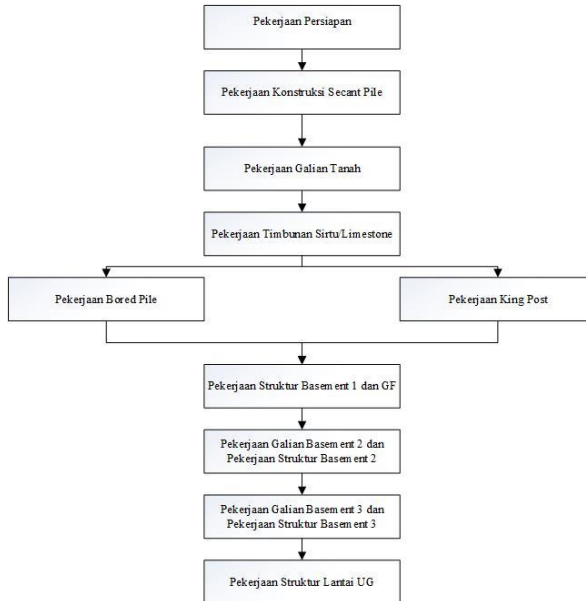 Pekerjaan Persiapan
Pekerjaan Konstruksi Secant Pile
Pekerjaan Galian Tanah
Pekerjaan Timbunan Sirtu/Limestone
Pekerjaan Bored Pile
Pekerjaan King Post
Pekerjaan Struktur Basement 1 dan GF
Pekerjaan Galian Basement 2 dan
Pekerjaan Struktur Basement 2
Pekerjaan Galian Basement 3 dan
Pekerjaan Struktur Basement 3
Pekerjaan Struktur Lantai UG